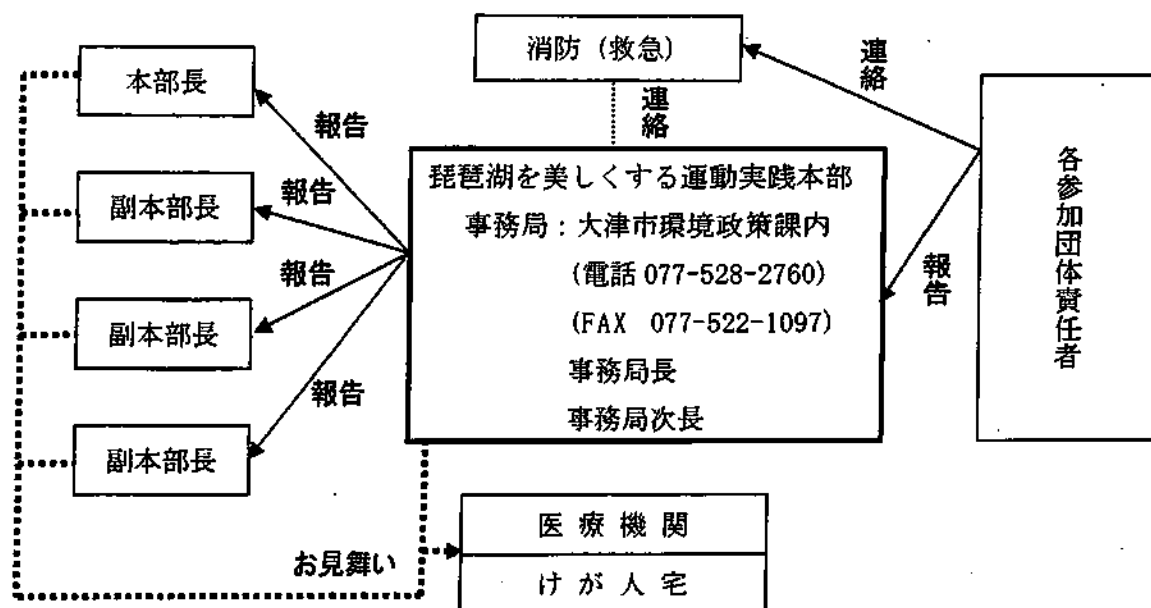 消防（救急）
連絡
連絡
本部長
報告
副本部長
報告
副本部長
報告
副本部長
報告
琵琶湖を美しくする運動実践本部
事務局：大津市環境政策課内
(電話 077-528-2760)
(FAX 077-522-1097)
事務局長
事務局次長
報告
各参加団体責任者
お見舞い
医療機関
けが人宅